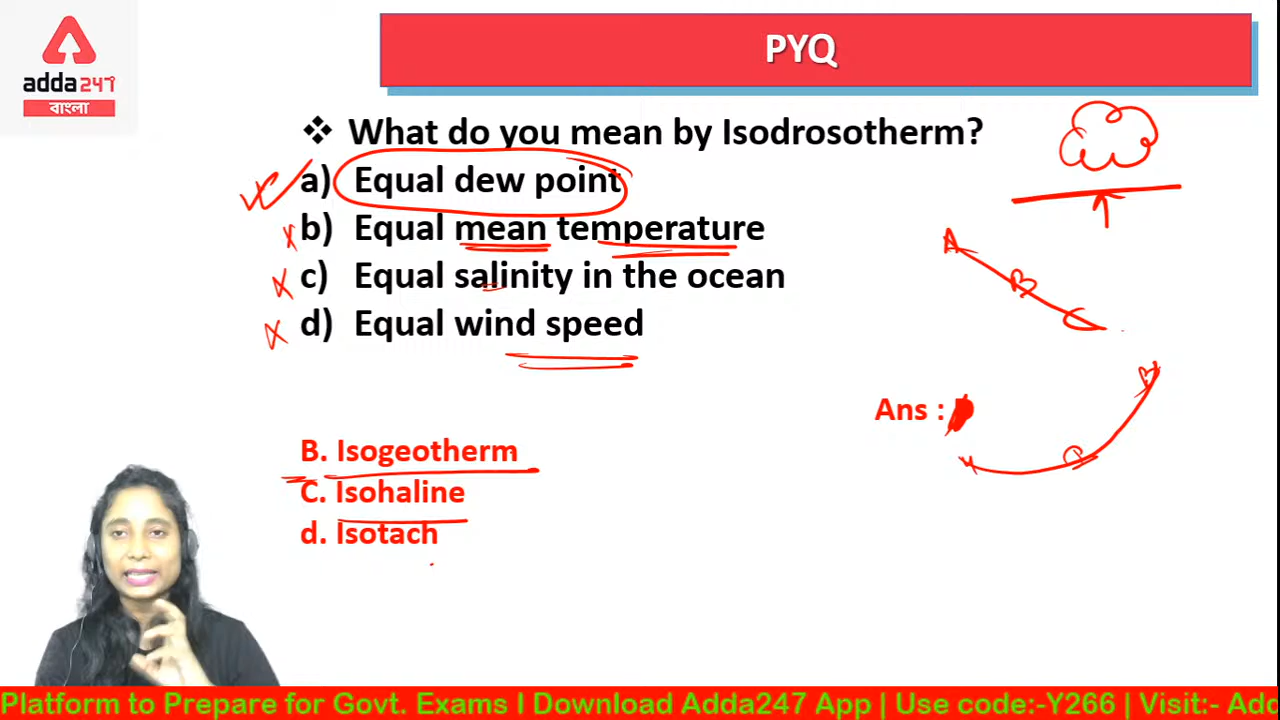 adda247
বাংলা
PYQ
❖ What do you mean by Isodrosotherm?
a) Equal dew point
b) Equal mean temperature
c) Equal salinity in the ocean
d) Equal wind speed
A
B
C
Ans :
B. Isogeotherm
C. Isohaline
d. Isotach
Platform to Prepare for Govt. Exams I Download Adda247 App | Use code:-Y266 | Visit:- Add